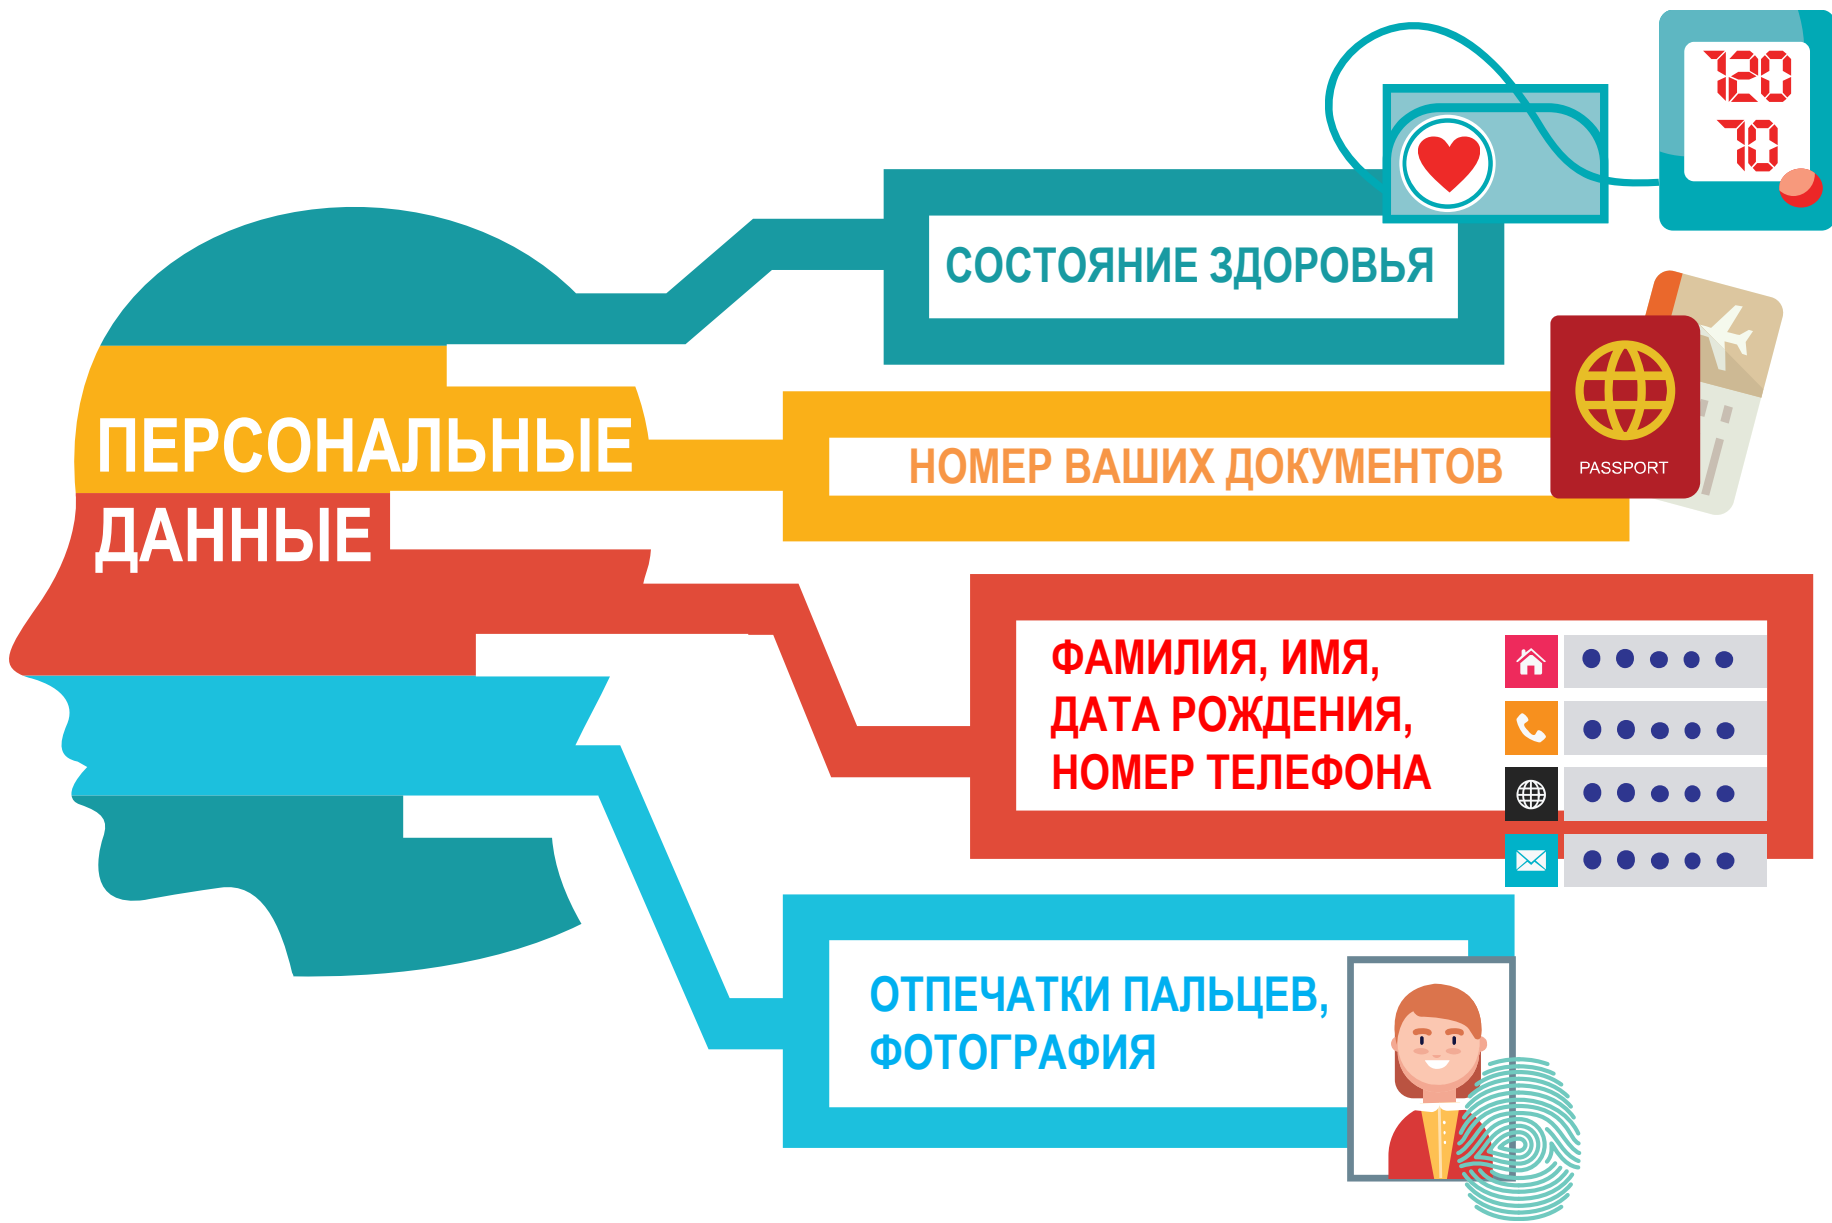 120
70
СОСТОЯНИЕ ЗДОРОВЬЯ
ПЕРСОНАЛЬНЫЕ
ДАННЫЕ
НОМЕР ВАШИХ ДОКУМЕНТОВ
PASSPORT
ФАМИЛИЯ, ИМЯ,
ДАТА РОЖДЕНИЯ,
НОМЕР ТЕЛЕФОНА
ОТПЕЧАТКИ ПАЛЬЦЕВ,
ФОТОГРАФИЯ